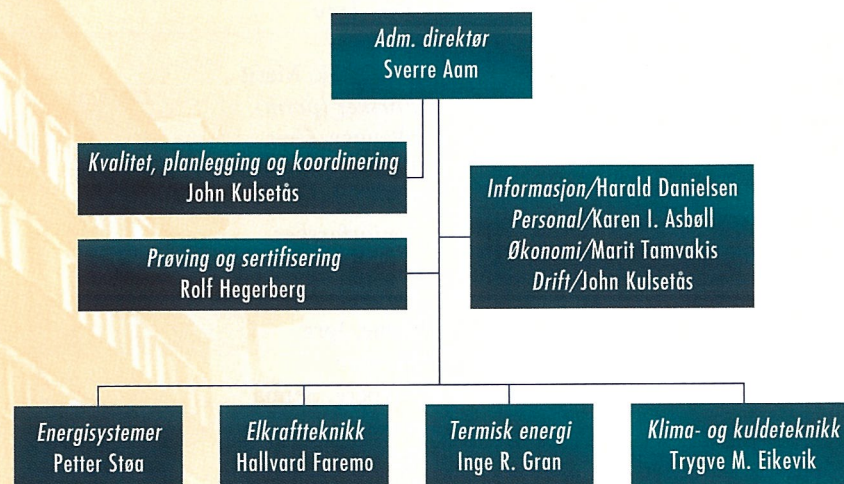 Adm. direktør
Sverre Aam
Kvalitet, planlegging og koordinering
John Kulsetås
Informasjon/Harald Danielsen
Personal/Karen I. Asbøll
Økonomi/Marit Tamvakis
Drift/John Kulsetås
Prøving og sertifisering
Rolf Hegerberg
Energisystemer
Petter Støa
Elkraftteknikk
Hallvard Faremo
Termisk energi
Inge R. Gran
Klima- og kuldeteknikk
Trygve M. Eikevik